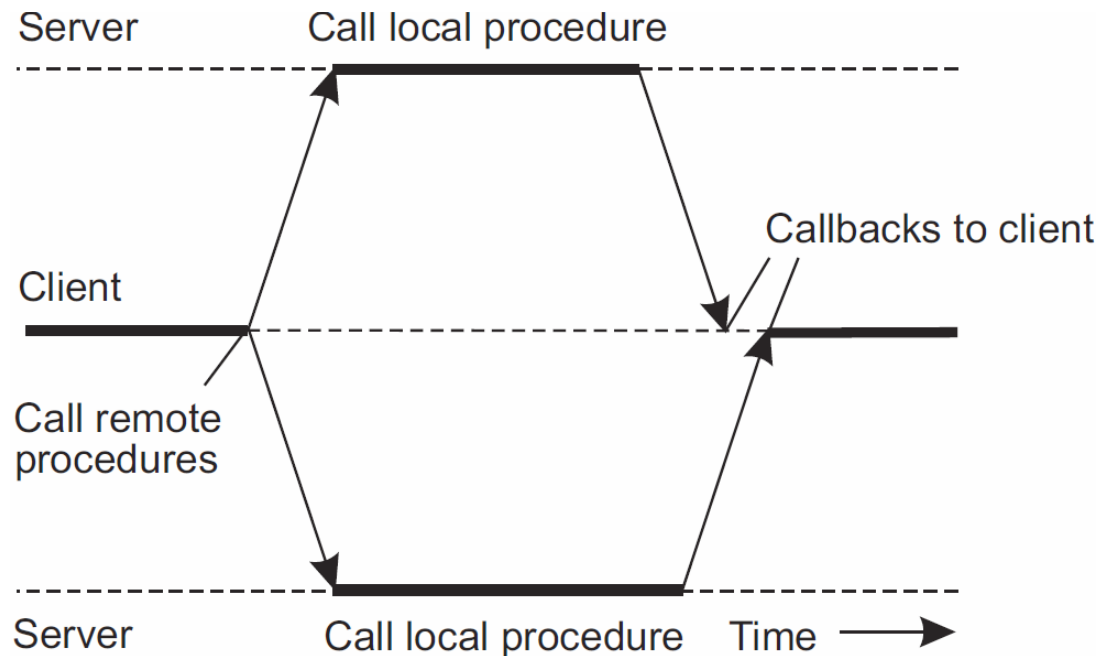 Server
Call local procedure
Callbacks to client
Client
Call remote
procedures
Server
Call local procedure
Time